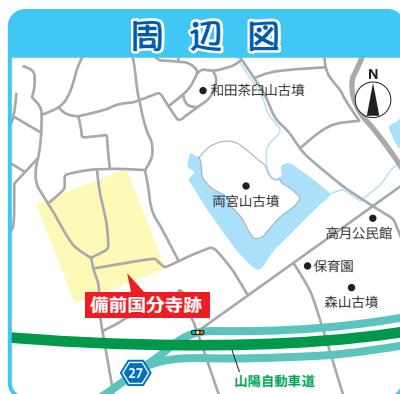 周辺図
N
和田茶臼山古墳
両宮山古墳
高月公民館
保育園
森山古墳
備前国分寺跡
27
山陽自動車道